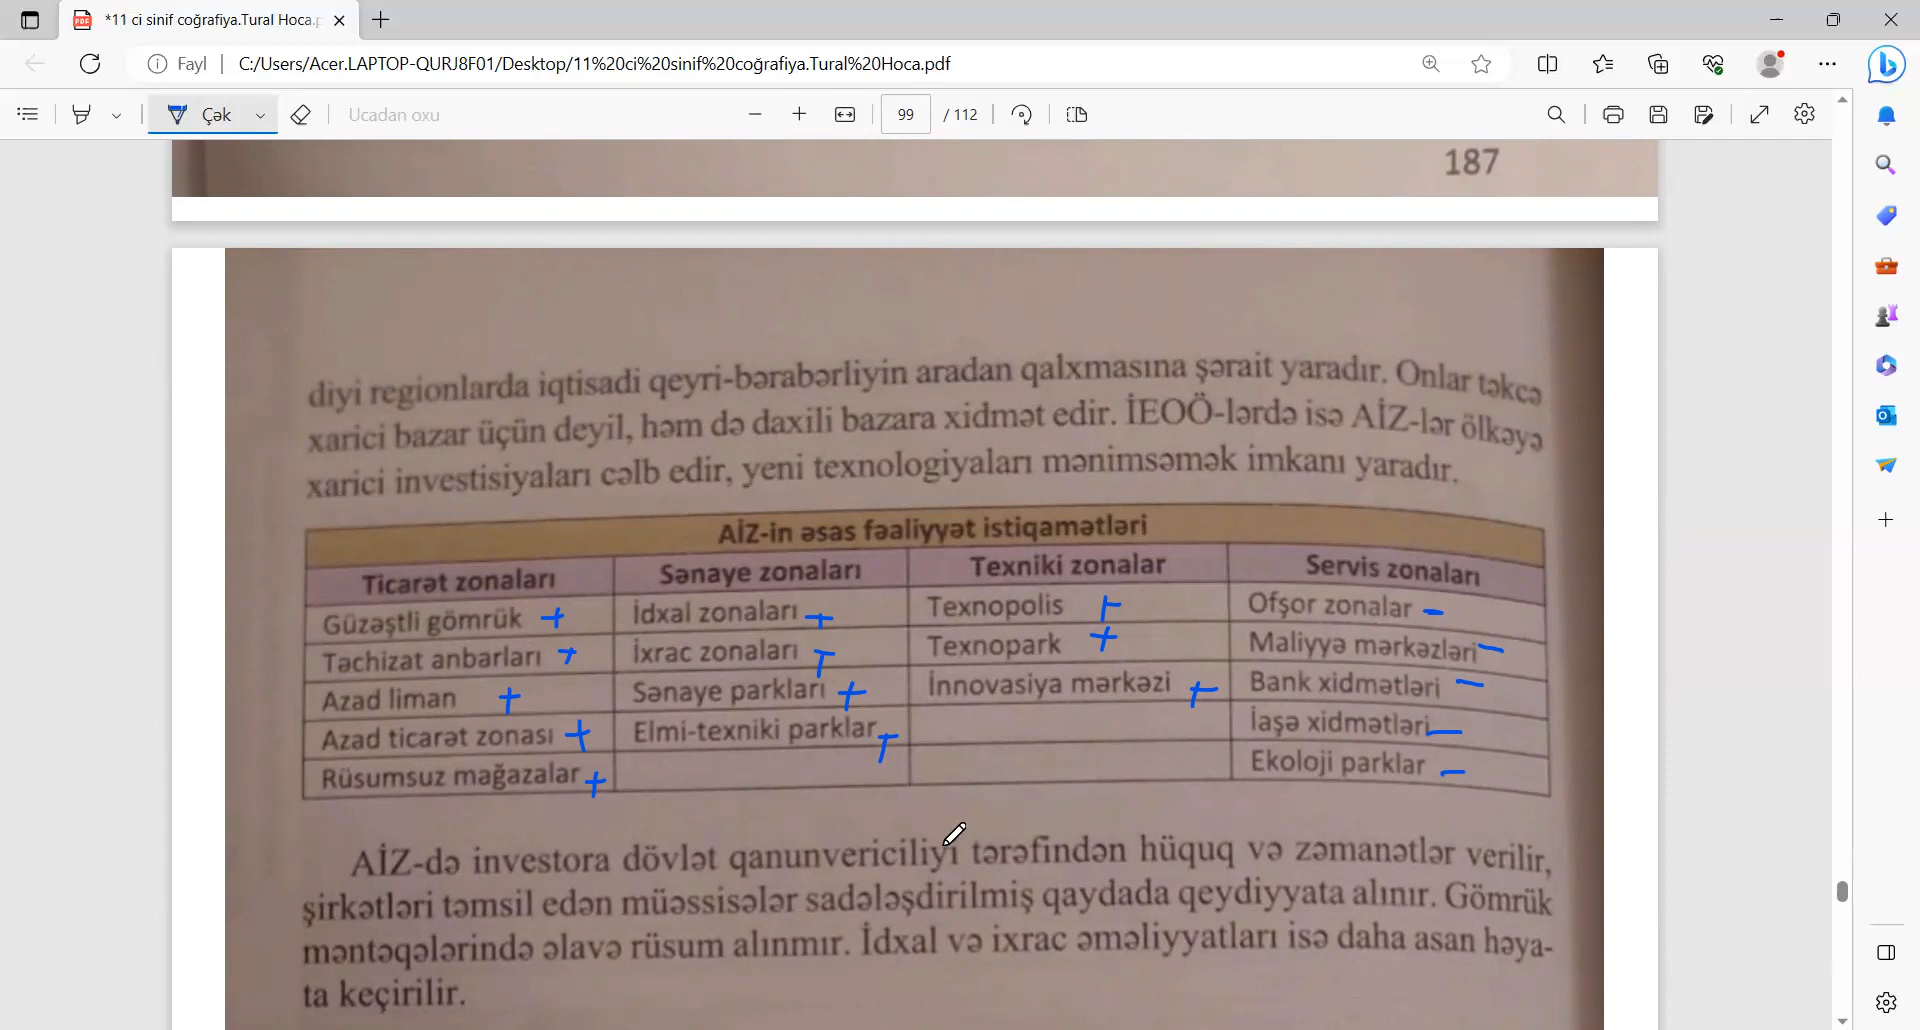 *11 ci sinif coğrafiya.Tural Hoca.p
Fayl
C:/Users/Acer.LAPTOP-QURJ8F01/Desktop/11%20ci%20sinif%20coğrafiya.Tural%20Hoca.pdf
Çək
Ucadan oxu
99 / 112
187
diyi regionlarda iqtisadi qeyri-bərabərliyin aradan qalxmasına şərait yaradır. Onlar təkcə
xarici bazar üçün deyil, həm də daxili bazara xidmət edir. İEOÖ-lərdə isə AİZ-lər ölkəyə
xarici investisiyaları cəlb edir, yeni texnologiyaları mənimsəmək imkanı yaradır.
AİZ-in əsas fəaliyyət istiqamətləri
Ticarət zonaları Sənaye zonaları Texniki zonalar Servis zonaları
Güzəştli gömrük + İdxal zonaları + Texnopolis + Ofşor zonalar –
Təchizat anbarları + İxrac zonaları + Texnopark + Maliyyə mərkəzləri –
Azad liman + Sənaye parkları + İnnovasiya mərkəzi + Bank xidmətləri –
Azad ticarət zonası + Elmi-texniki parklar + İaşə xidmətləri –
Rüsumsuz mağazalar + Ekoloji parklar –
AİZ-də investora dövlət qanunvericiliyi tərəfindən hüquq və zəmanətlər verilir,
şirkətləri təmsil edən müəssisələr sadələşdirilmiş qaydada qeydiyyata alınır. Gömrük
məntəqələrində əlavə rüsum alınmır. İdxal və ixrac əməliyyatları isə daha asan həya-
ta keçirilir.